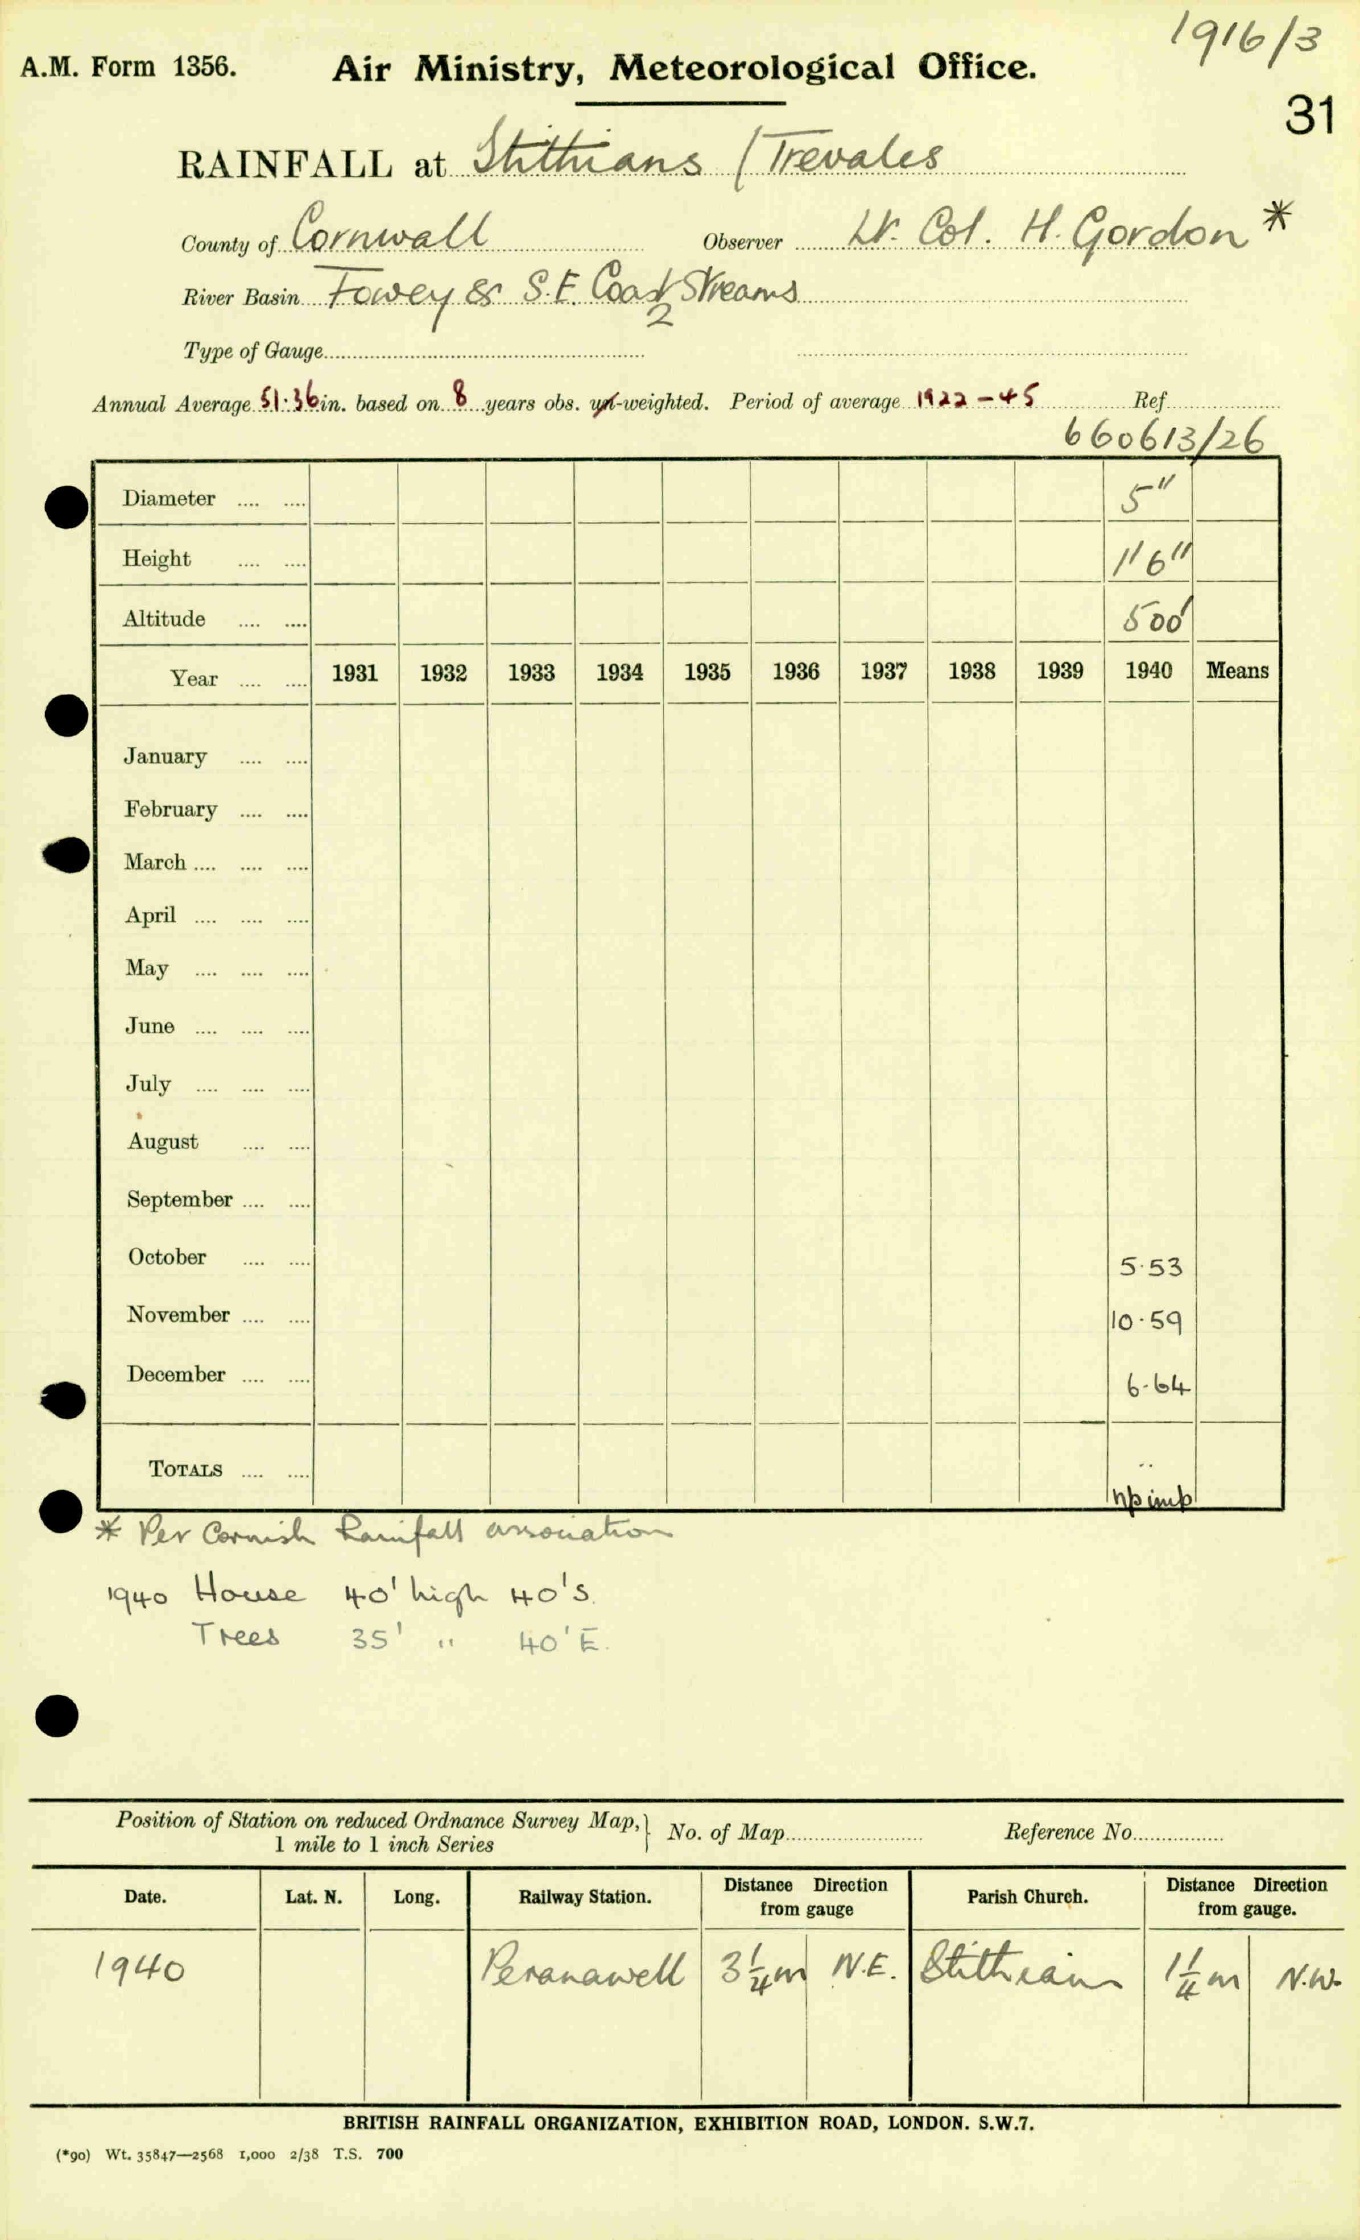 1916/3
A.M. Form 1356. Air Ministry, Meteorological Office.
31
RAINFALL at Stithians (Trevales
County of Cornwall Observer Lt. Col. H. Gordon *
River Basin Fowey & S.E. Coast Streams
2
Type of Gauge
Annual Average 51.36 in. based on 8 years obs. un-weighted. Period of average 1922-45 Ref.
660613/26
Diameter .... .... 5"
Height .... .... 1'6"
Altitude .... .... 500'
Year .... .... 1931 1932 1933 1934 1935 1936 1937 1938 1939 1940 Means
January .... ....
February .... ....
March .... .... ....
April .... .... ....
May .... .... ....
June .... .... ....
July .... .... ....
August .... ....
September .... ....
October .... .... 5.53
November .... .... 10.59
December .... .... 6.64
TOTALS .... .... ..
np imp
* Per Cornish Rainfall association
1940 House 40' high 40' S.
Trees 35' " 40' E.
Position of Station on reduced Ordnance Survey Map, } No. of Map Reference No.
1 mile to 1 inch Series
Date. Lat. N. Long. Railway Station. Distance Direction from gauge Parish Church. Distance Direction from gauge.
1940 Peranawell 3 1/4 m N.E. Stithians 1 1/4 m N.W.
BRITISH RAINFALL ORGANIZATION, EXHIBITION ROAD, LONDON. S.W.7.
(*90) Wt. 35847—2568 1,000 2/38 T.S. 700